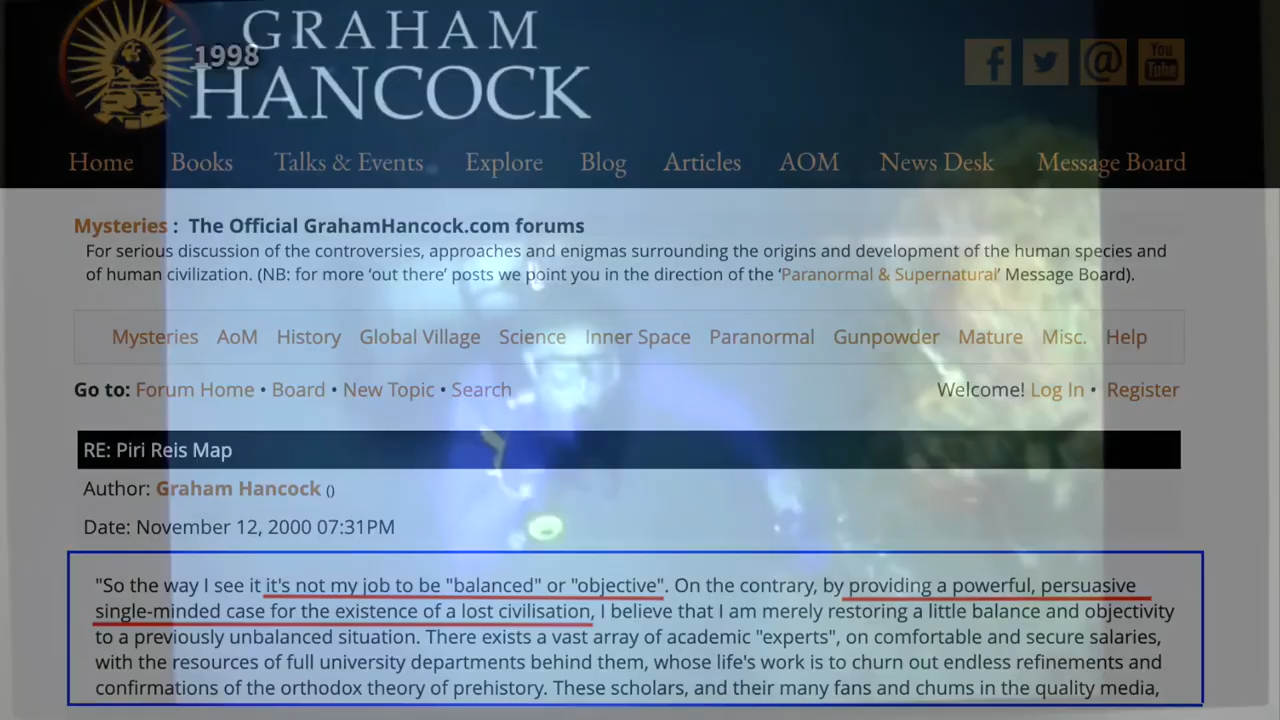 GRAHAM
1998
HANCOCK
You
Tube
Home Books Talks & Events Explore Blog Articles AOM News Desk Message Board
Mysteries : The Official GrahamHancock.com forums
For serious discussion of the controversies, approaches and enigmas surrounding the origins and development of the human species and
of human civilization. (NB: for more ‘out there’ posts we point you in the direction of the ‘Paranormal & Supernatural’ Message Board).
Mysteries AoM History Global Village Science Inner Space Paranormal Gunpowder Mature Misc. Help
Go to: Forum Home • Board • New Topic • Search Welcome! Log In • Register
RE: Piri Reis Map
Author: Graham Hancock ()
Date: November 12, 2000 07:31PM
"So the way I see it it's not my job to be "balanced" or "objective". On the contrary, by providing a powerful, persuasive
single-minded case for the existence of a lost civilisation, I believe that I am merely restoring a little balance and objectivity
to a previously unbalanced situation. There exists a vast array of academic "experts", on comfortable and secure salaries,
with the resources of full university departments behind them, whose life's work is to churn out endless refinements and
confirmations of the orthodox theory of prehistory. These scholars, and their many fans and chums in the quality media,